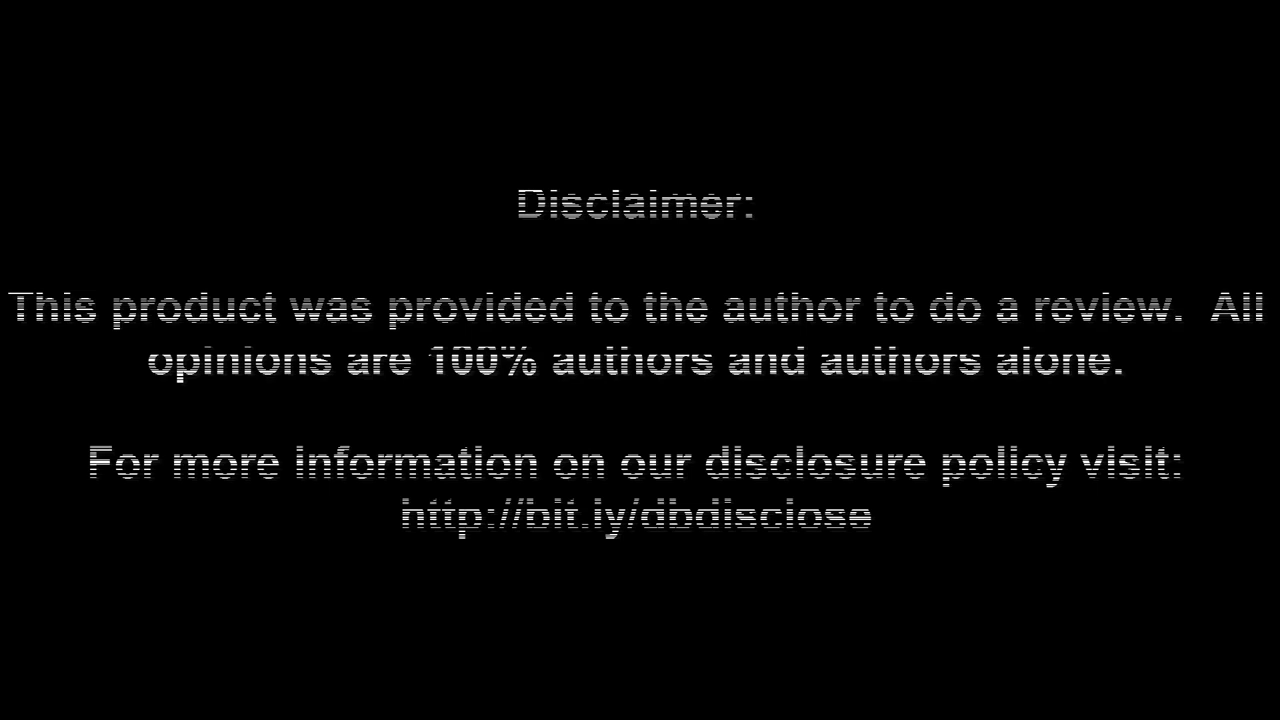 Disclaimer:
This product was provided to the author to do a review.  All
opinions are 100% authors and authors alone.
For more information on our disclosure policy visit:
http://bit.ly/dbdisclose